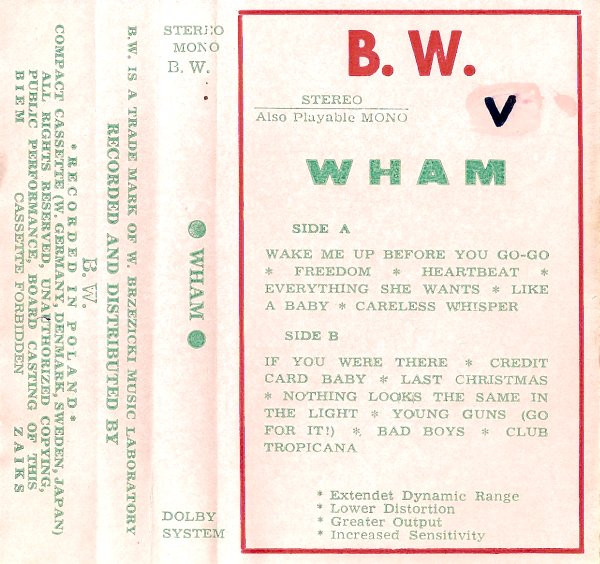 * RECORDED IN POLAND *
COMPACT CASSETTE (W. GERMANY, DENMARK, SWEDEN, JAPAN)
ALL RIGHTS RESERVED, UNAUTHORIZED COPYING,
PUBLIC PERFORMANCE, BOARD CASTING OF THIS
BIEM CASSETTE FORBIDDEN ZAIKS
B.W. IS A TRADE MARK OF W. BRZEZICKI MUSIC LABORATORY
RECORDED AND DISTRIBUTED BY
B.W.
STEREO
MONO
B. W.
WHAM
DOLBY
SYSTEM
B. W.
STEREO
Also Playable MONO
V
WHAM
SIDE A
WAKE ME UP BEFORE YOU GO-GO
* FREEDOM * HEARTBEAT *
EVERYTHING SHE WANTS * LIKE
A BABY * CARELESS WHISPER
SIDE B
IF YOU WERE THERE * CREDIT
CARD BABY * LAST CHRISTMAS
* NOTHING LOOKS THE SAME IN
THE LIGHT * YOUNG GUNS (GO
FOR IT!) * BAD BOYS * CLUB
TROPICANA
* Extendet Dynamic Range
* Lower Distortion
* Greater Output
* Increased Sensitivity